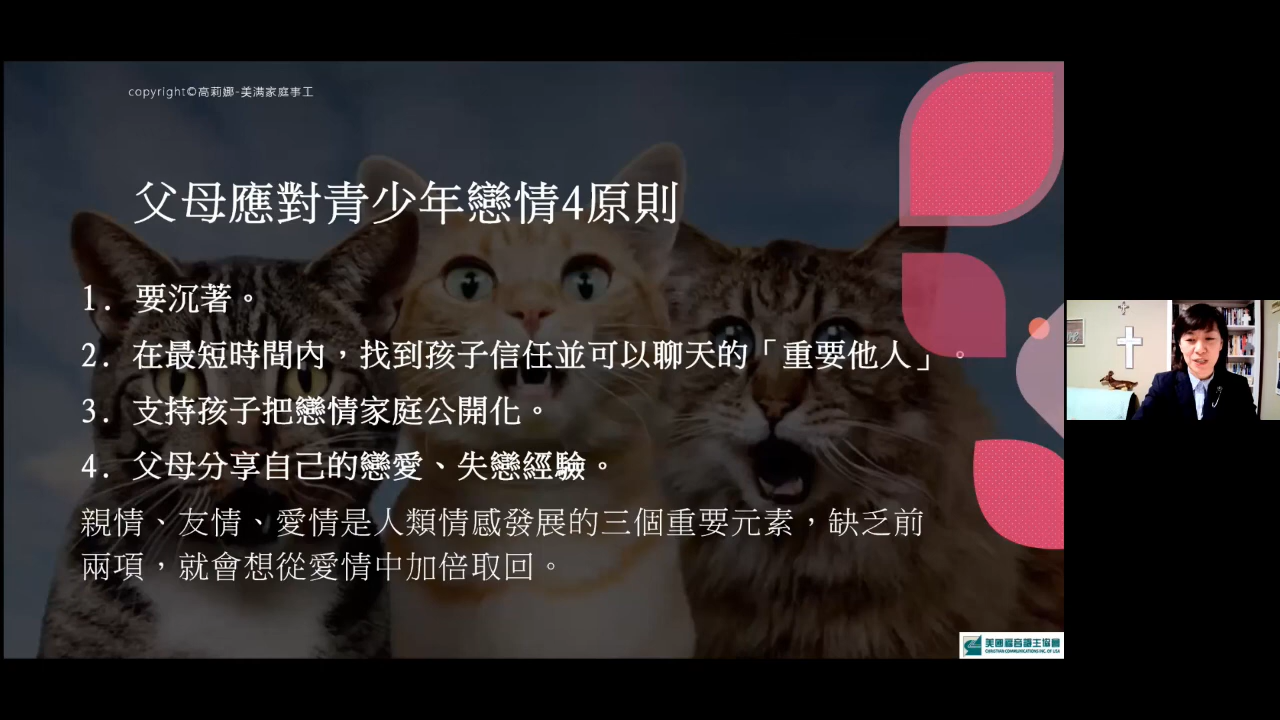 copyright©高莉娜-美满家庭事工
父母應對青少年戀情4原則
1. 要沉著。
2. 在最短時間內，找到孩子信任並可以聊天的「重要他人」。
3. 支持孩子把戀情家庭公開化。
4. 父母分享自己的戀愛、失戀經驗。
親情、友情、愛情是人類情感發展的三個重要元素，缺乏前
兩項，就會想從愛情中加倍取回。
美國福音證主協會
CHRISTIAN COMMUNICATIONS INC. OF USA